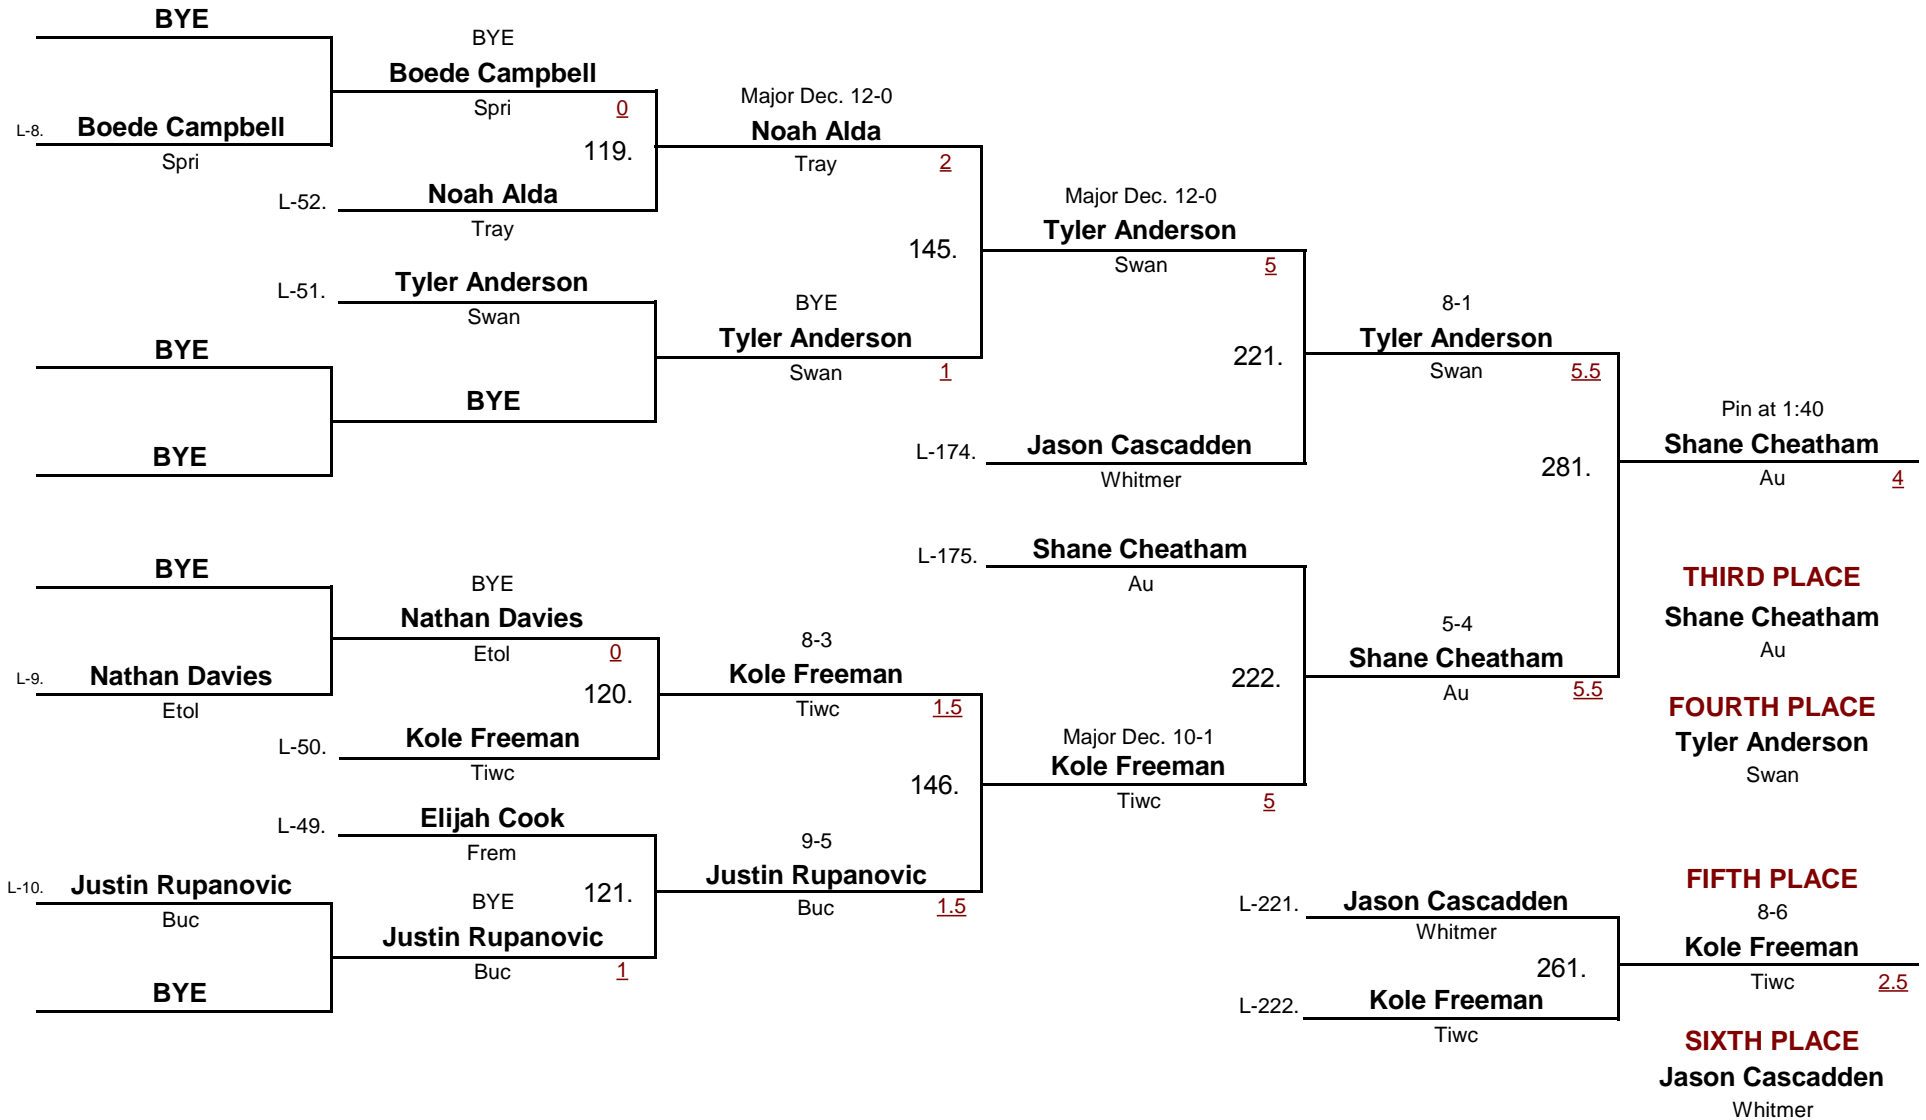 BYE
L-8. Boede Campbell
Spri
BYE
Boede Campbell
Spri 0
119.
L-52. Noah Alda
Tray
Major Dec. 12-0
Noah Alda
Tray 2
L-51. Tyler Anderson
Swan
BYE
BYE
BYE
BYE
Tyler Anderson
Swan 1
145.
Major Dec. 12-0
Tyler Anderson
Swan 5
221.
L-174. Jason Cascadden
Whitmer
8-1
Tyler Anderson
Swan 5.5
281.
Pin at 1:40
Shane Cheatham
Au 4
BYE
L-9. Nathan Davies
Etol
BYE
Nathan Davies
Etol 0
120.
L-50. Kole Freeman
Tiwc
8-3
Kole Freeman
Tiwc 1.5
L-49. Elijah Cook
Frem
121.
L-10. Justin Rupanovic
Buc
BYE
BYE
Justin Rupanovic
Buc 1
9-5
Justin Rupanovic
Buc 1.5
146.
Major Dec. 10-1
Kole Freeman
Tiwc 5
L-175. Shane Cheatham
Au
222.
5-4
Shane Cheatham
Au 5.5
THIRD PLACE
Shane Cheatham
Au
FOURTH PLACE
Tyler Anderson
Swan
L-221. Jason Cascadden
Whitmer
261.
L-222. Kole Freeman
Tiwc
FIFTH PLACE
8-6
Kole Freeman
Tiwc 2.5
SIXTH PLACE
Jason Cascadden
Whitmer